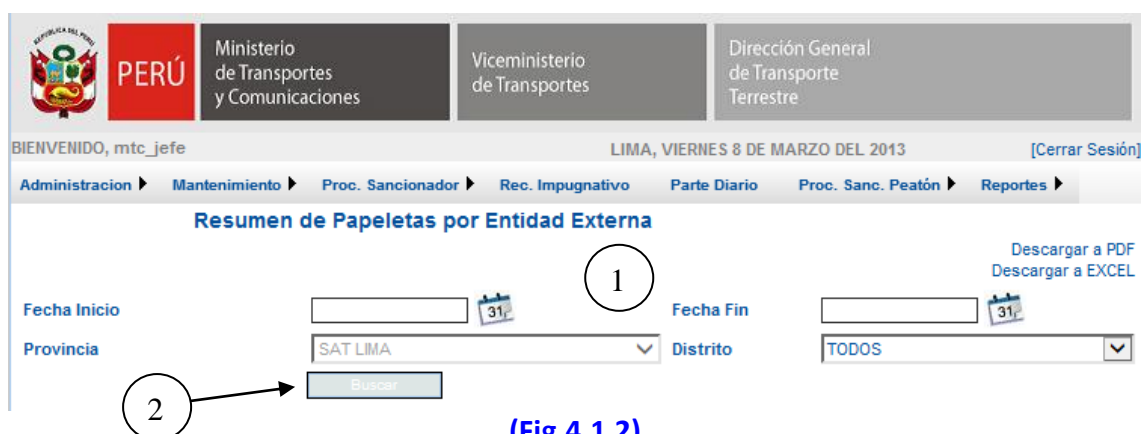 REPUBLICA DEL PERU
PERÚ
Ministerio
de Transportes
y Comunicaciones
Viceministerio
de Transportes
Dirección General
de Transporte
Terrestre
BIENVENIDO, mtc_jefe LIMA, VIERNES 8 DE MARZO DEL 2013 [Cerrar Sesión]
Administracion Mantenimiento Proc. Sancionador Rec. Impugnativo Parte Diario Proc. Sanc. Peatón Reportes
Resumen de Papeletas por Entidad Externa
Descargar a PDF
Descargar a EXCEL
1
Fecha Inicio 31 Fecha Fin 31
Provincia SAT LIMA Distrito TODOS
Buscar
2
(Fig 4.1.2)